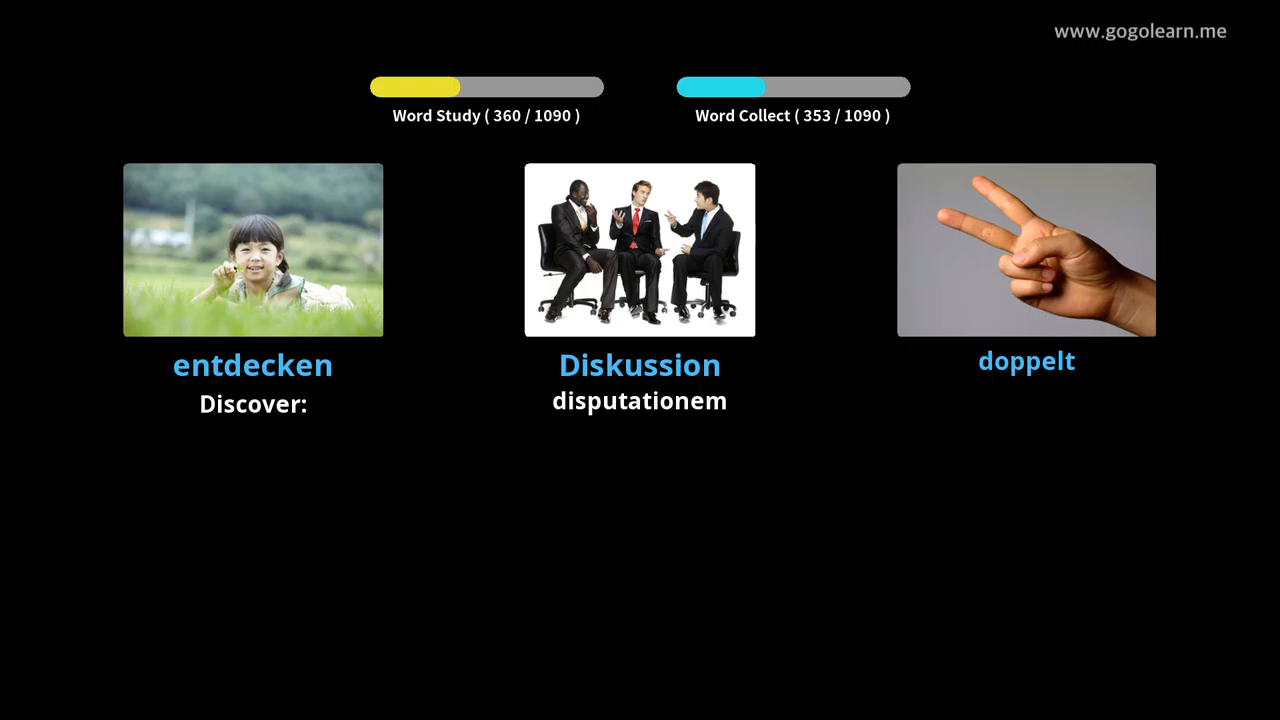 www.gogolearn.me
Word Study ( 360 / 1090 )
Word Collect ( 353 / 1090 )
entdecken
Discover:
Diskussion
disputationem
doppelt